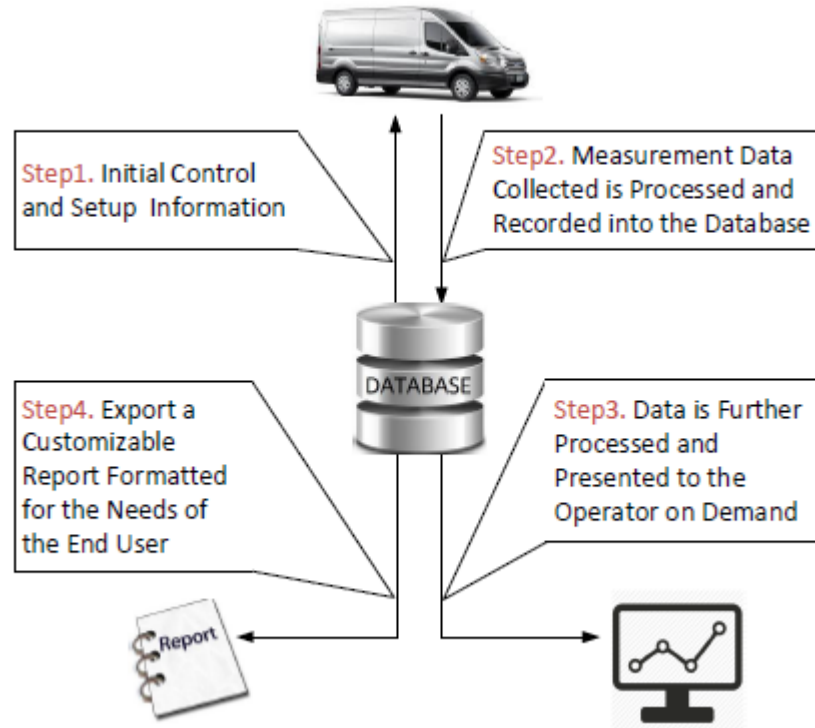 Step1. Initial Control
and Setup Information
Step2. Measurement Data
Collected is Processed and
Recorded into the Database
DATABASE
Step4. Export a
Customizable
Report Formatted
for the Needs of
the End User
Step3. Data is Further
Processed and
Presented to the
Operator on Demand
Report